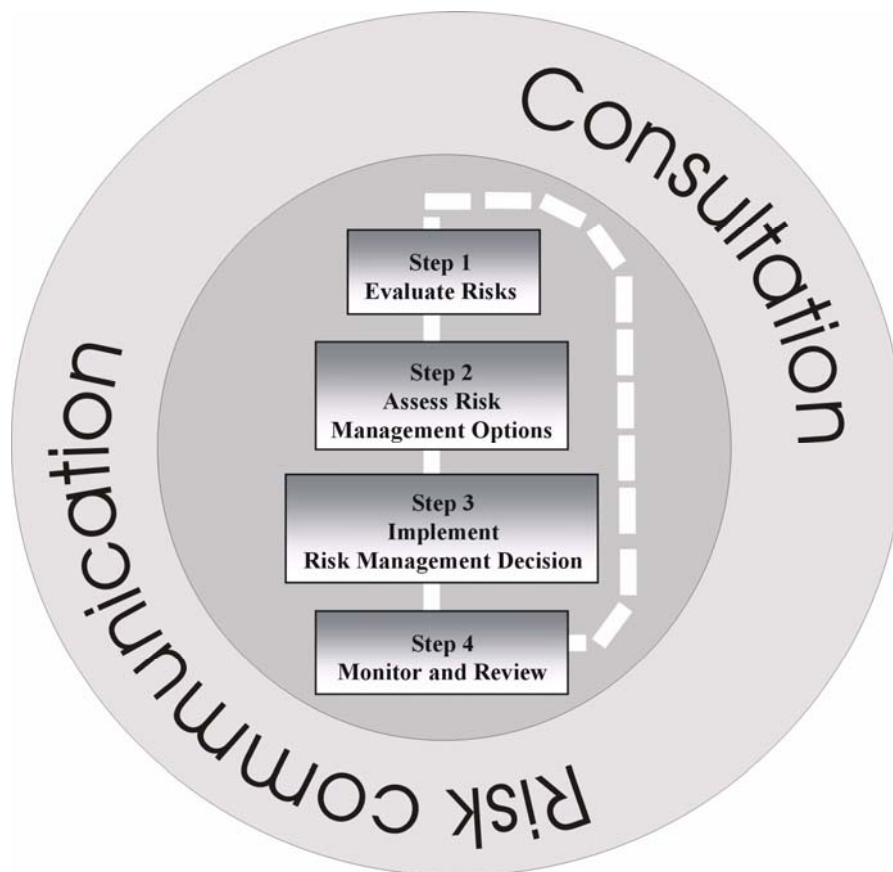 Consultation
Step 1
Evaluate Risks
Step 2
Assess Risk
Management Options
Step 3
Implement
Risk Management Decision
Step 4
Monitor and Review
Risk Communication